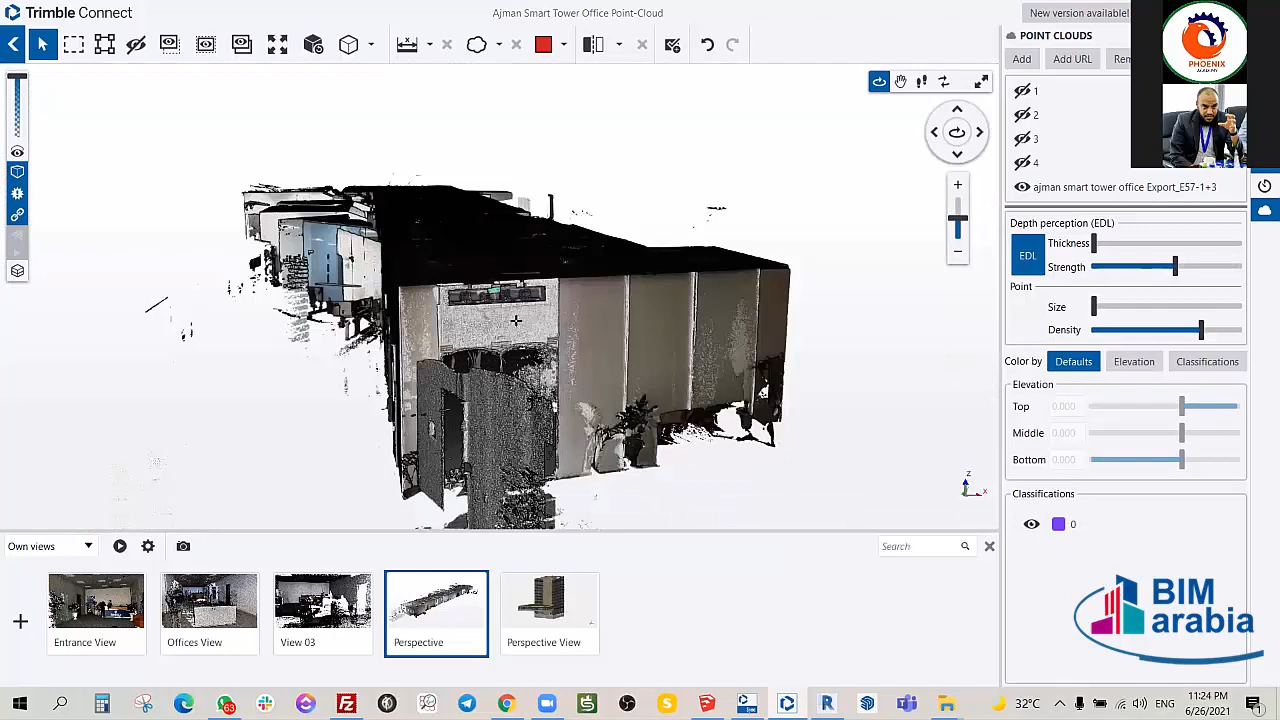 Trimble Connect
Ajman Smart Tower Office Point-Cloud
New version available!
PHOENIX
ACADEMY
POINT CLOUDS
Add
Add URL
1
2
3
4
ajman smart tower office Export_E57-1+3
Depth perception (EDL)
EDL
Thickness
Strength
Point
Size
Density
Color by
Defaults
Elevation
Classifications
Elevation
Top
0.000
Middle
0.000
Bottom
0.000
Classifications
0
z
x
Own views
Search
Entrance View
Offices View
View 03
Perspective
Perspective View
BIM
arabia
63
32°C
ENG
11:24 PM
6/26/2021
1